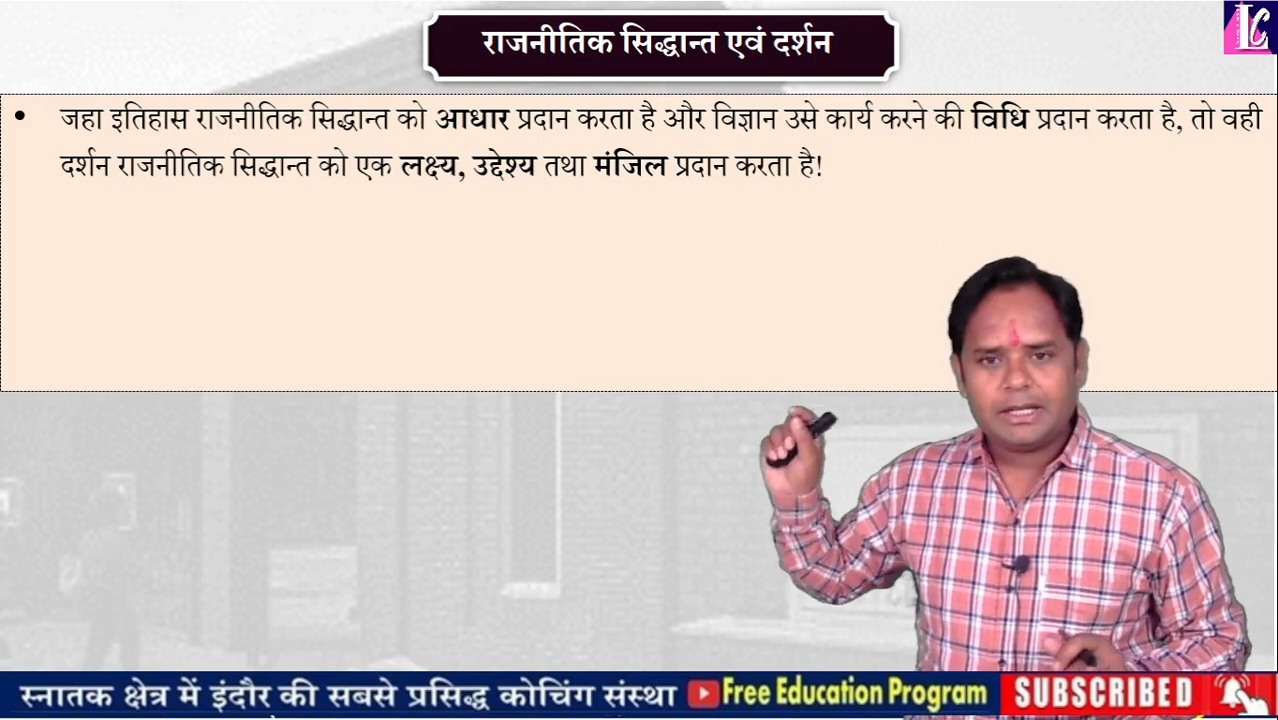 राजनीतिक सिद्धान्त एवं दर्शन
LC
• जहा इतिहास राजनीतिक सिद्धान्त को आधार प्रदान करता है और विज्ञान उसे कार्य करने की विधि प्रदान करता है, तो वही
दर्शन राजनीतिक सिद्धान्त को एक लक्ष्य, उद्देश्य तथा मंजिल प्रदान करता है!
स्नातक क्षेत्र में इंदौर की सबसे प्रसिद्ध कोचिंग संस्था Free Education Program SUBSCRIBED